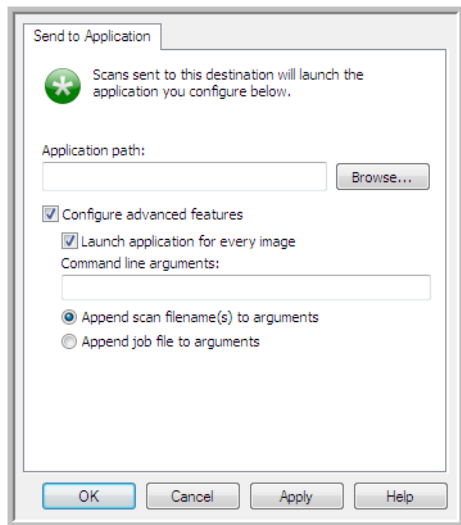 Send to Application
Scans sent to this destination will launch the
application you configure below.
Application path:
Browse...
Configure advanced features
Launch application for every image
Command line arguments:
Append scan filename(s) to arguments
Append job file to arguments
OK Cancel Apply Help